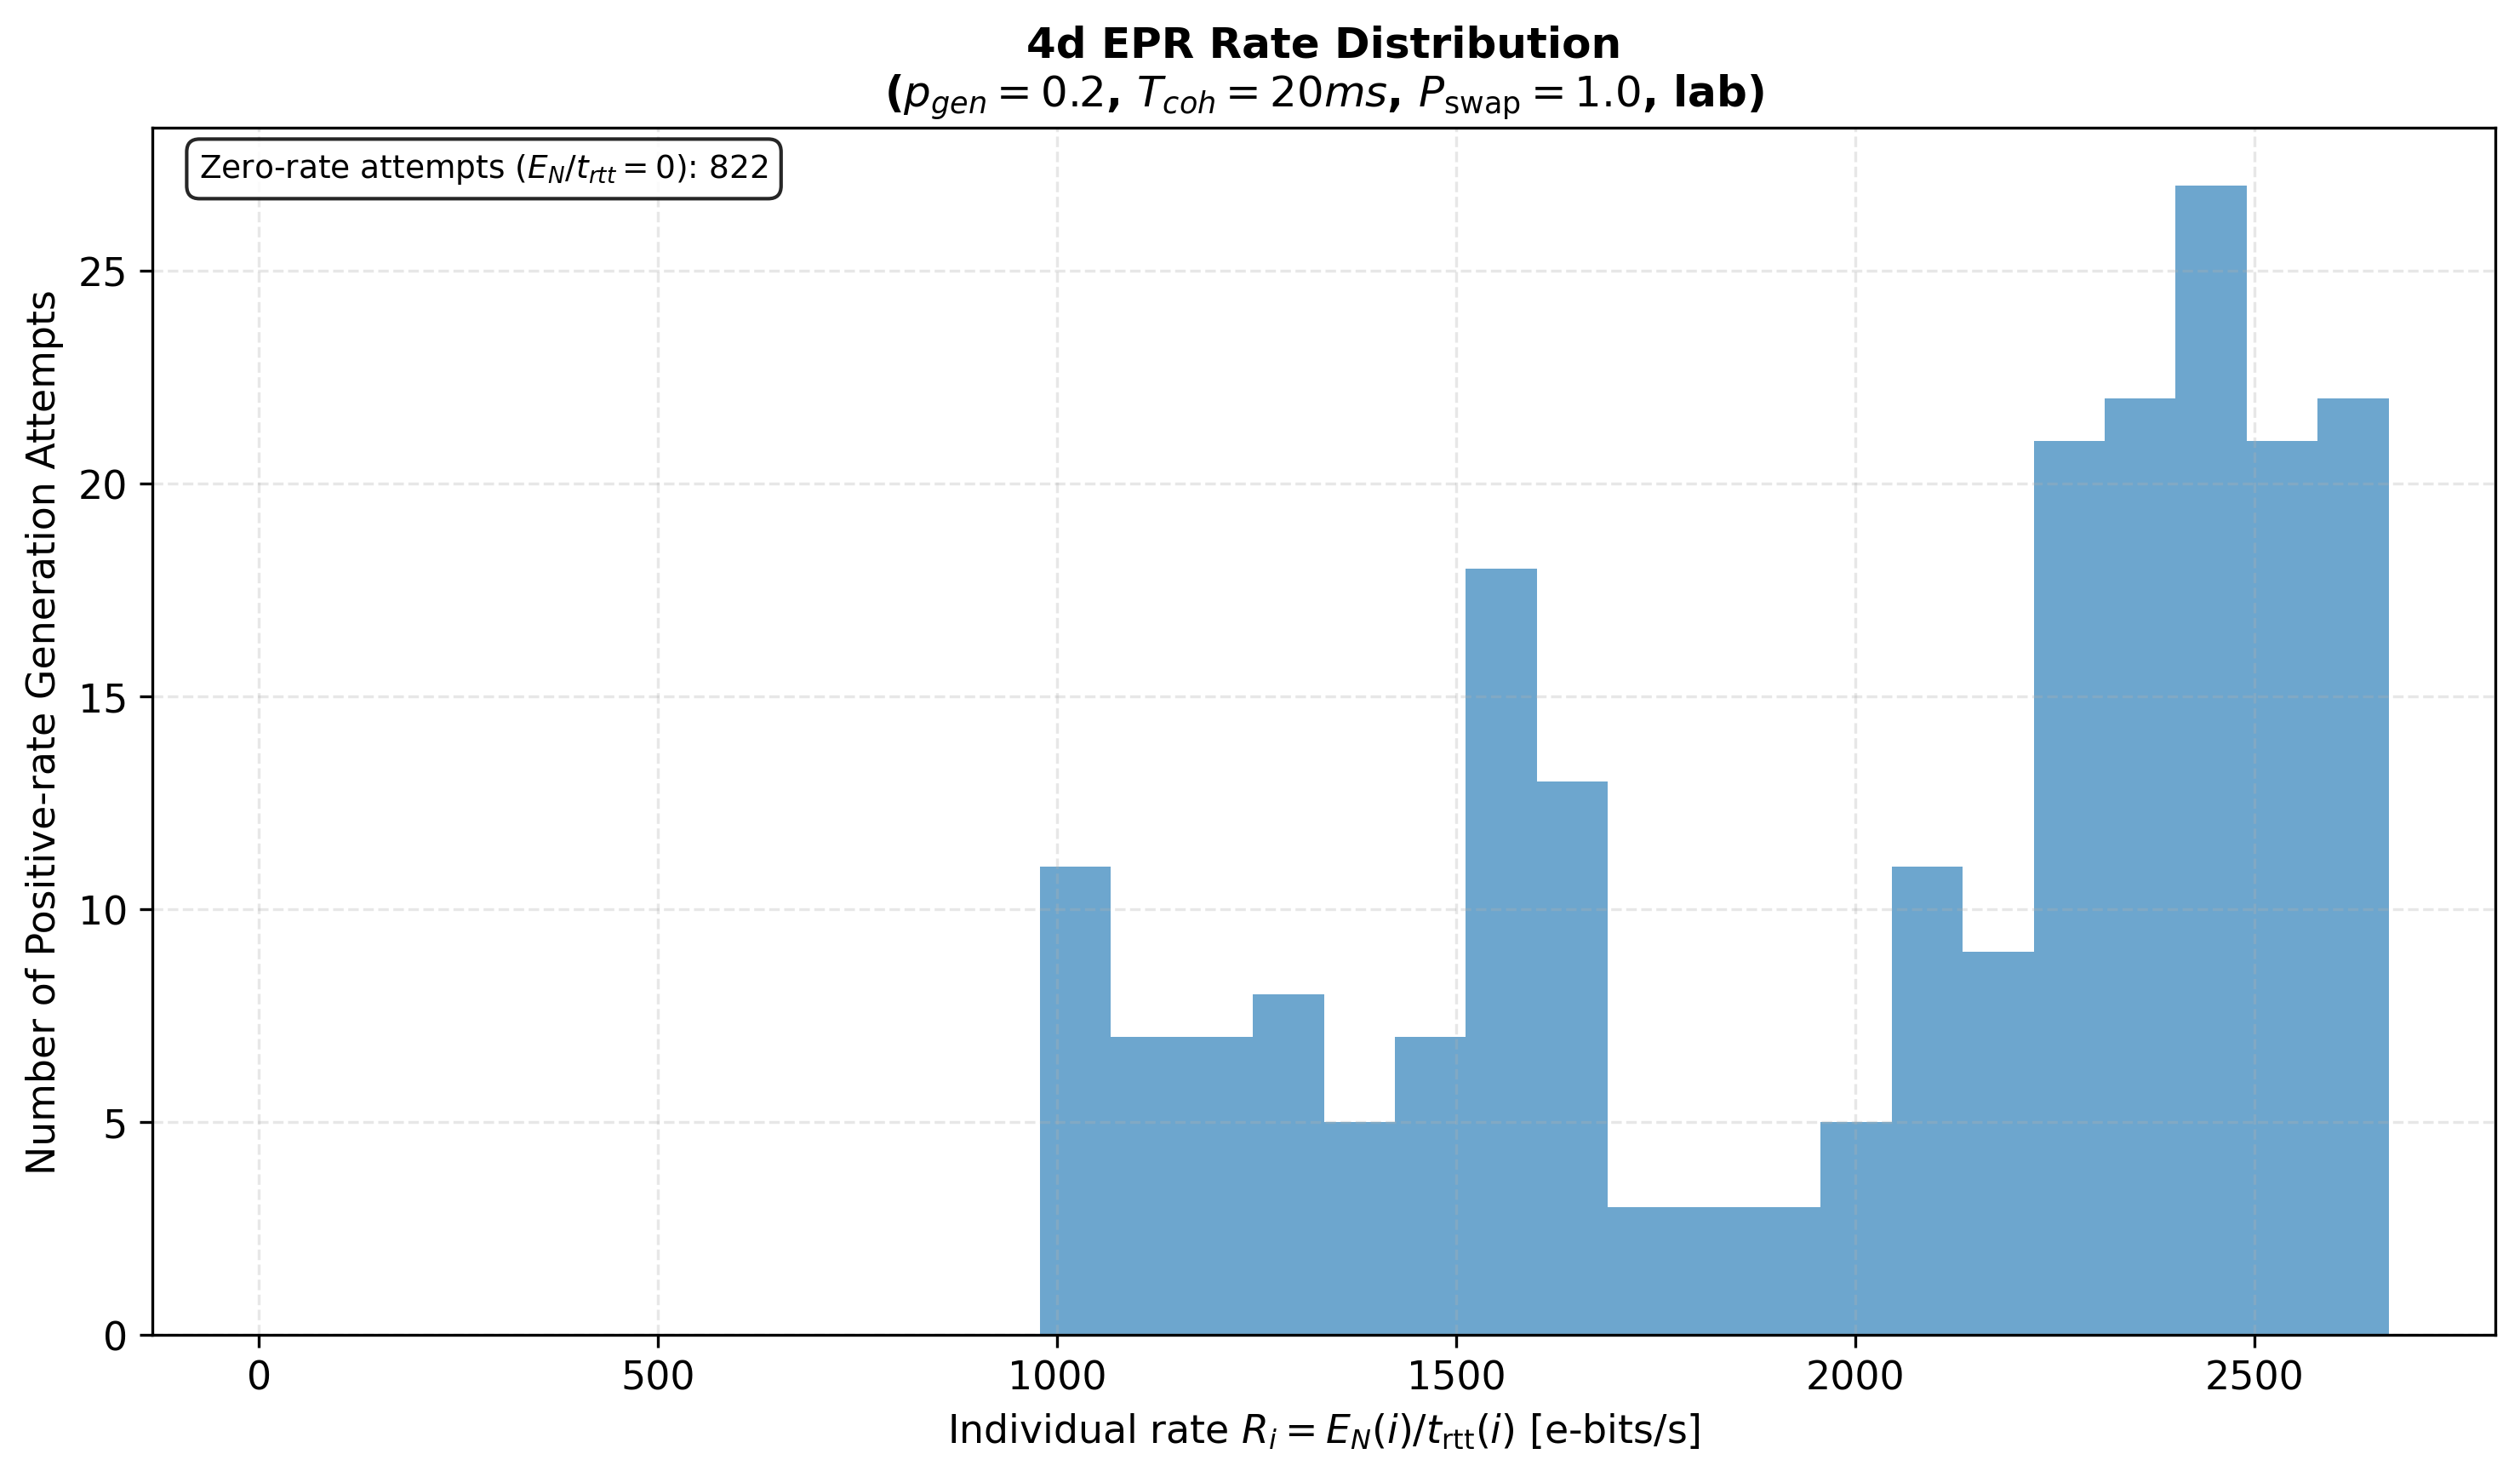 4d EPR Rate Distribution
(p_gen = 0.2, T_coh = 20ms, P_swap = 1.0, lab)
Zero-rate attempts (E_N/t_rtt = 0): 822
Number of Positive-rate Generation Attempts
25
20
15
10
5
0
0 500 1000 1500 2000 2500
Individual rate R_i = E_N(i)/t_rtt(i) [e-bits/s]